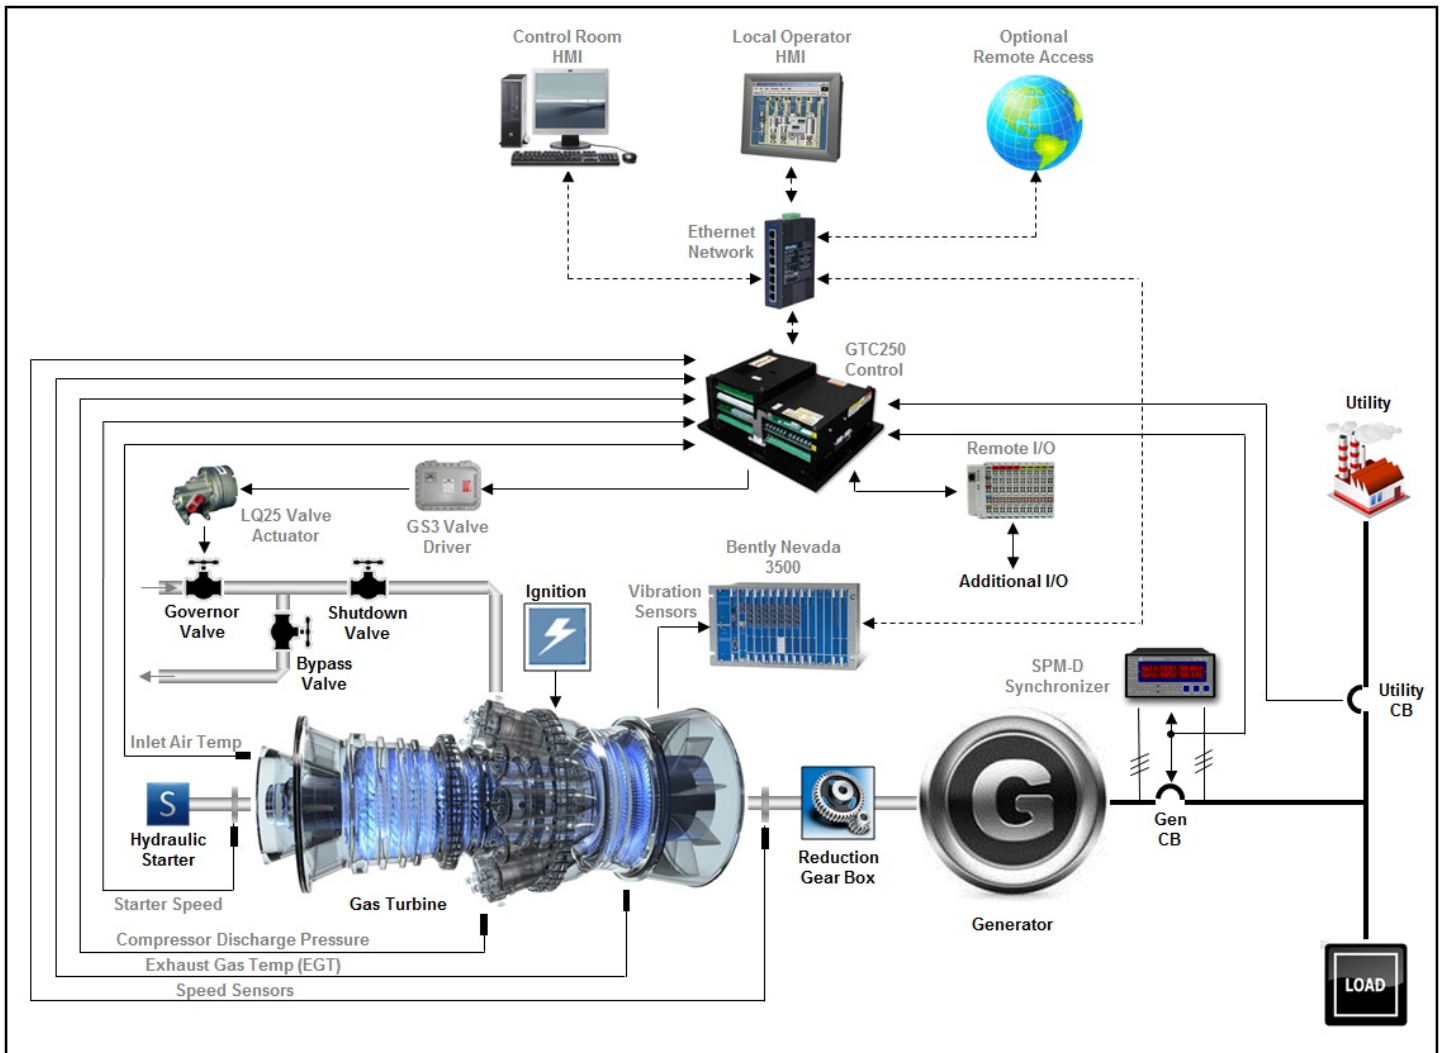 Control Room
HMI
Local Operator
HMI
Optional
Remote Access
Ethernet
Network
GTC250
Control
Utility
Remote I/O
LQ25 Valve
Actuator
GS3 Valve
Driver
Bently Nevada
3500
Additional I/O
Ignition
Vibration
Sensors
Governor
Valve
Shutdown
Valve
Bypass
Valve
SPM-D
Synchronizer
Utility
CB
Inlet Air Temp
S
G
Hydraulic
Starter
Reduction
Gear Box
Gen
CB
Starter Speed
Gas Turbine
Generator
Compressor Discharge Pressure
Exhaust Gas Temp (EGT)
Speed Sensors
LOAD